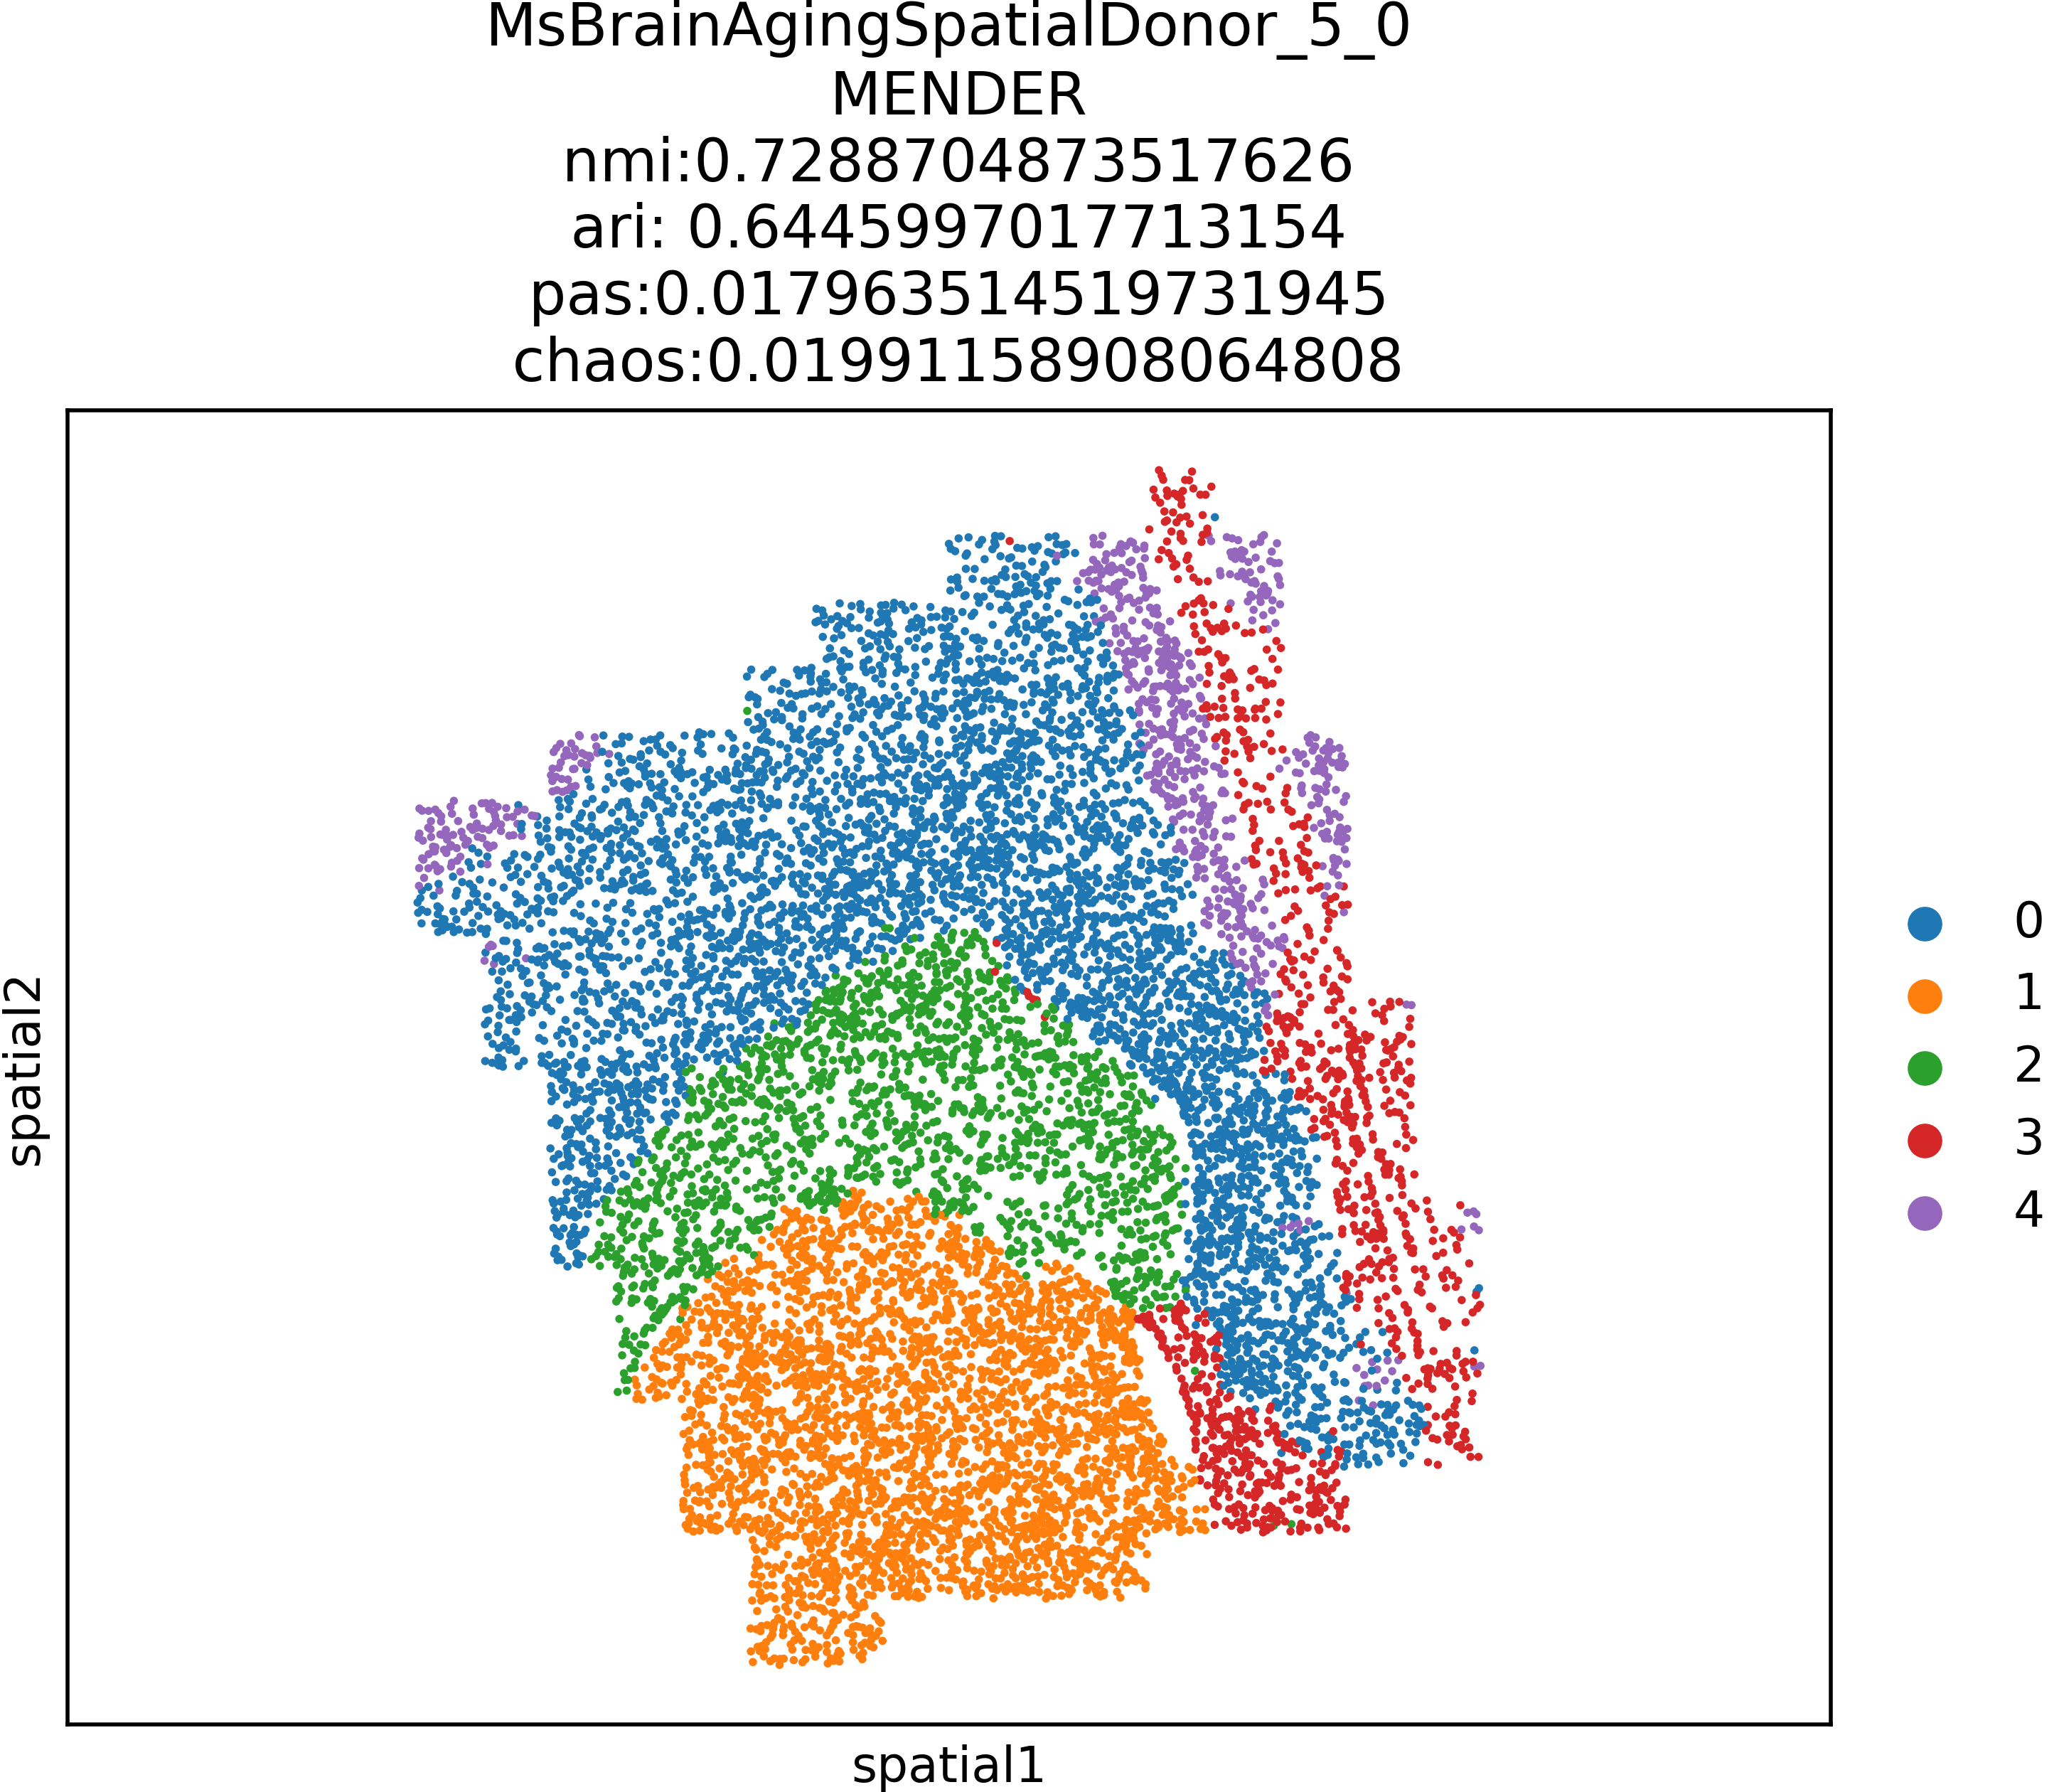 MsBrainAgingSpatialDonor_5_0
MENDER
nmi:0.7288704873517626
ari: 0.6445997017713154
pas:0.017963514519731945
chaos:0.01991158908064808
spatial2
spatial1
0
1
2
3
4